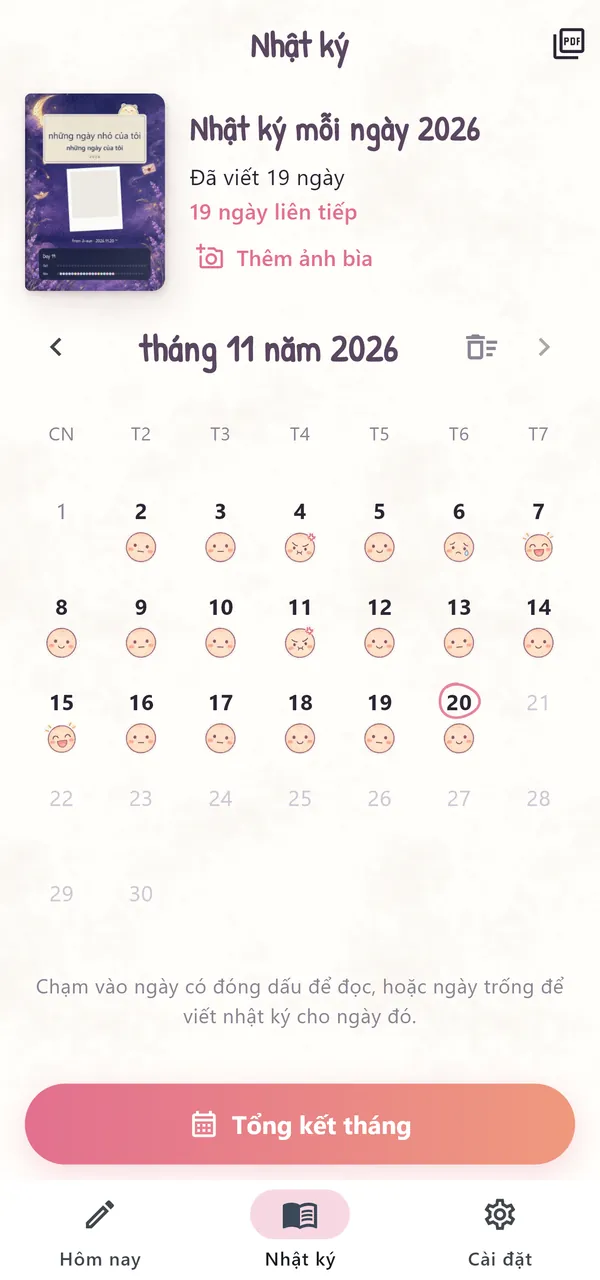 Nhật ký
PDF
những ngày nhỏ của tôi
những ngày của tôi
Day 19
Nhật ký mỗi ngày 2026
Đã viết 19 ngày
19 ngày liên tiếp
Thêm ảnh bìa
tháng 11 năm 2026
CN T2 T3 T4 T5 T6 T7
1 2 3 4 5 6 7
8 9 10 11 12 13 14
15 16 17 18 19 20 21
22 23 24 25 26 27 28
29 30
Chạm vào ngày có đóng dấu để đọc, hoặc ngày trống để
viết nhật ký cho ngày đó.
Tổng kết tháng
Hôm nay Nhật ký Cài đặt